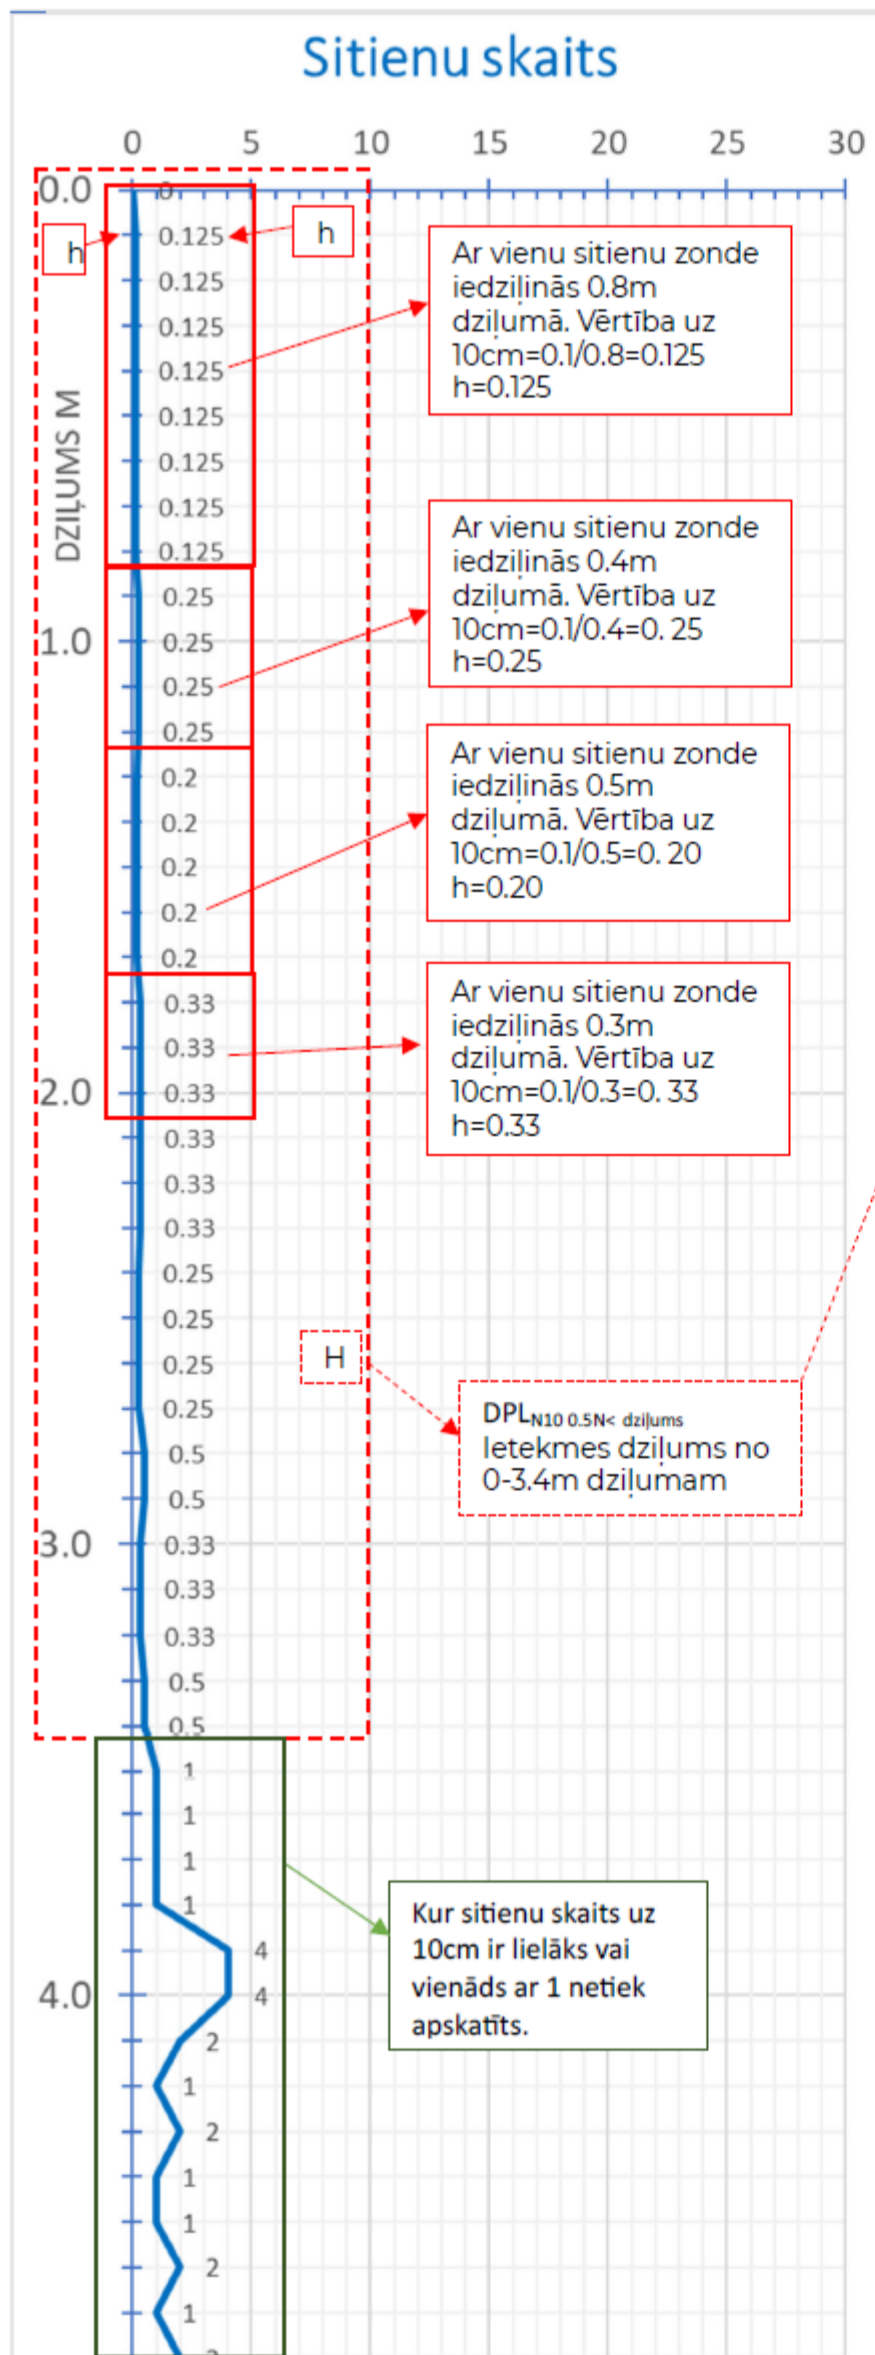 Sitienu skaits
0 5 10 15 20 25 30
0.0 0
h 0.125 h
0.125
0.125
0.125
0.125
0.125
0.125
0.125
DZIĻUMS M
Ar vienu sitienu zonde
iedziļinās 0.8m
dziļumā. Vērtība uz
10cm=0.1/0.8=0.125
h=0.125
0.25
1.0 0.25
0.25
0.25
Ar vienu sitienu zonde
iedziļinās 0.4m
dziļumā. Vērtība uz
10cm=0.1/0.4=0. 25
h=0.25
0.2
0.2
0.2
0.2
0.2
Ar vienu sitienu zonde
iedziļinās 0.5m
dziļumā. Vērtība uz
10cm=0.1/0.5=0. 20
h=0.20
0.33
0.33
2.0 0.33
Ar vienu sitienu zonde
iedziļinās 0.3m
dziļumā. Vērtība uz
10cm=0.1/0.3=0. 33
h=0.33
0.33
0.33
0.33
0.25
0.25
0.25 H
0.25
0.5
0.5
DPLN10 0.5N< dziļums
Ietekmes dziļums no
0-3.4m dziļumam
3.0 0.33
0.33
0.33
0.5
0.5
1
1
1
1
4
4.0 4
Kur sitienu skaits uz
10cm ir lielāks vai
vienāds ar 1 netiek
apskatīts.
2
1
2
1
1
2
1